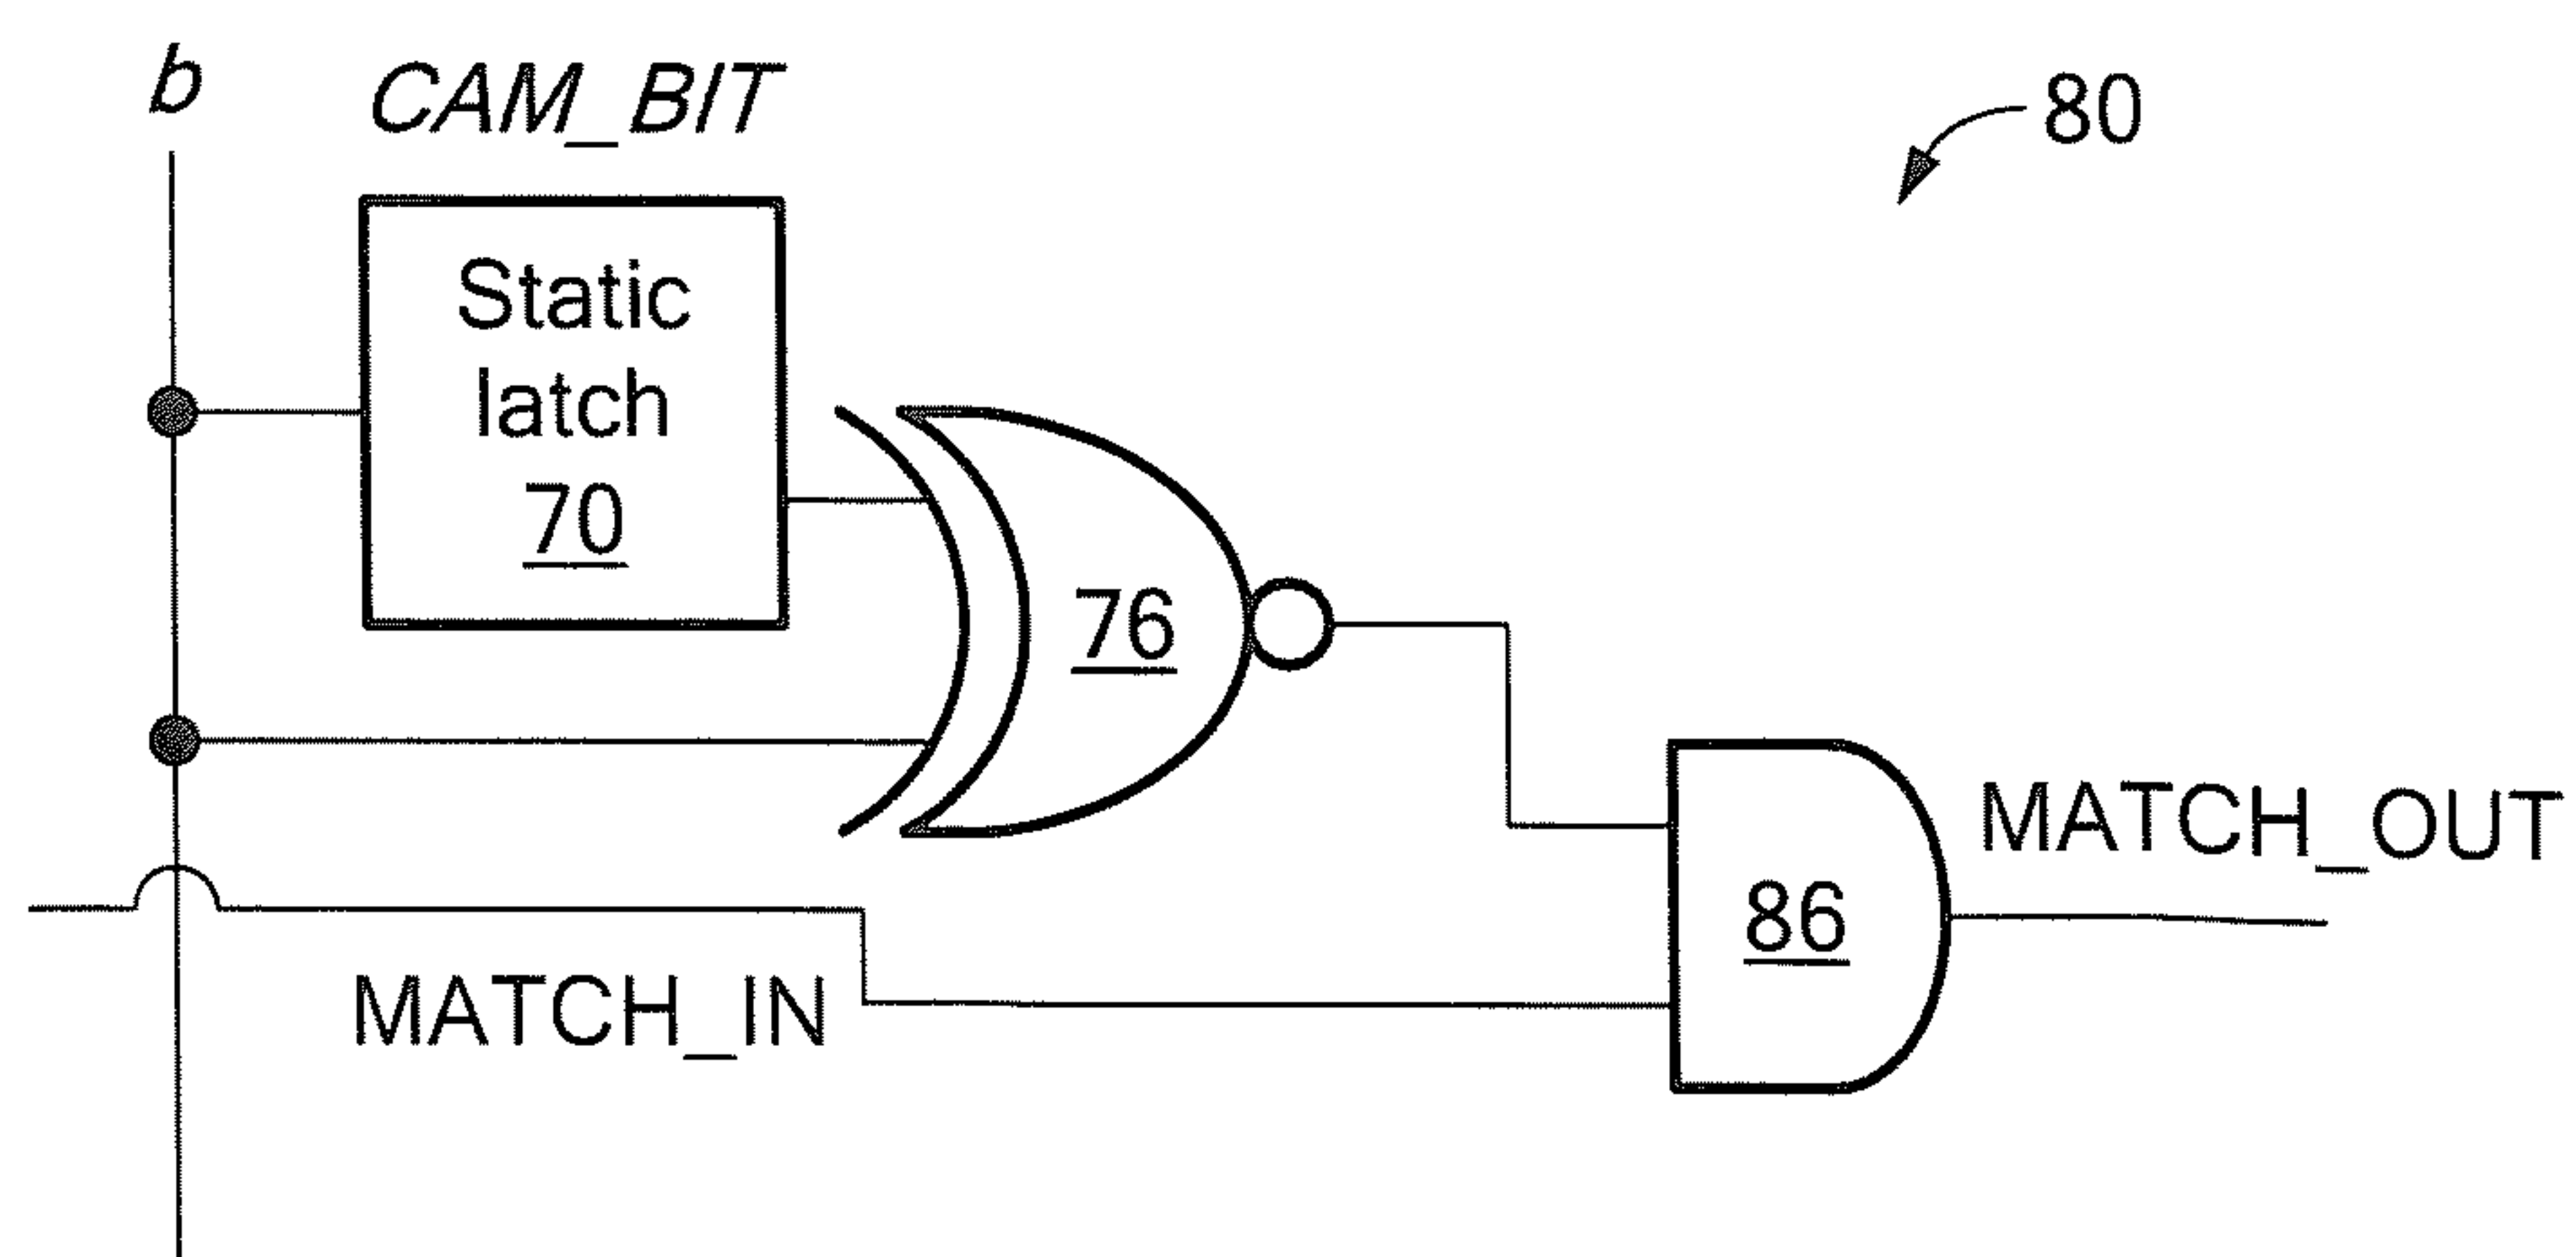 b
CAM_BIT
80
Static
latch
70
76
MATCH_OUT
86
MATCH_IN